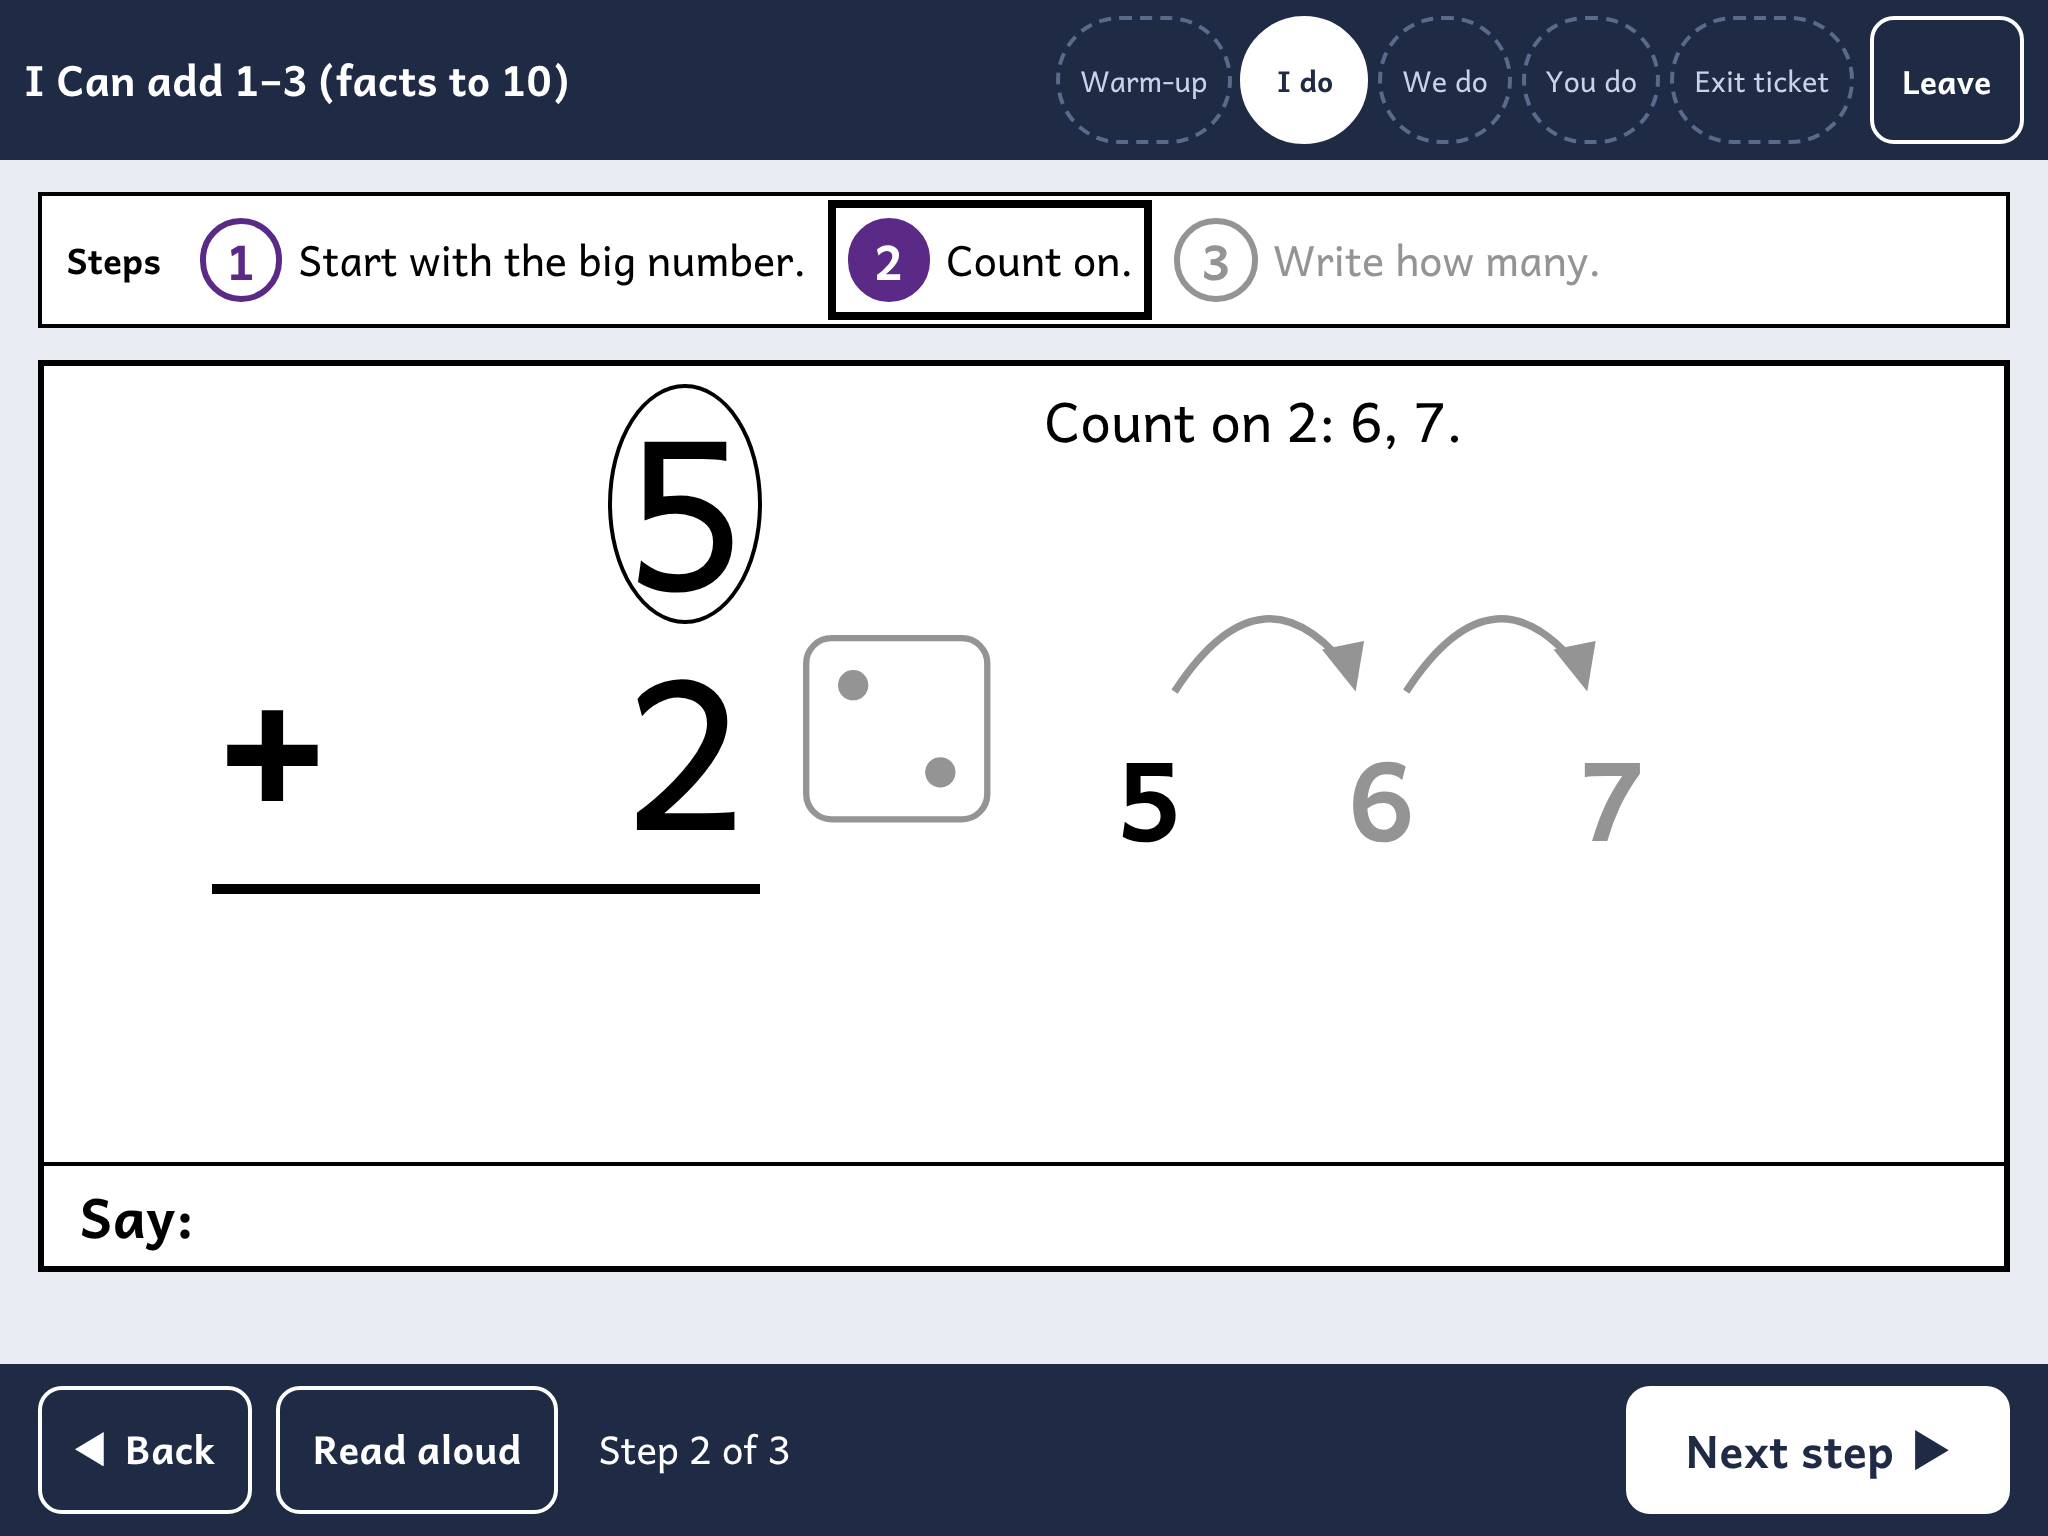 I Can add 1–3 (facts to 10)
Warm-up
I do
We do
You do
Exit ticket
Leave
Steps 1 Start with the big number. 2 Count on. 3 Write how many.
5
Count on 2: 6, 7.
+ 2
5 6 7
Say:
Back
Read aloud
Step 2 of 3
Next step